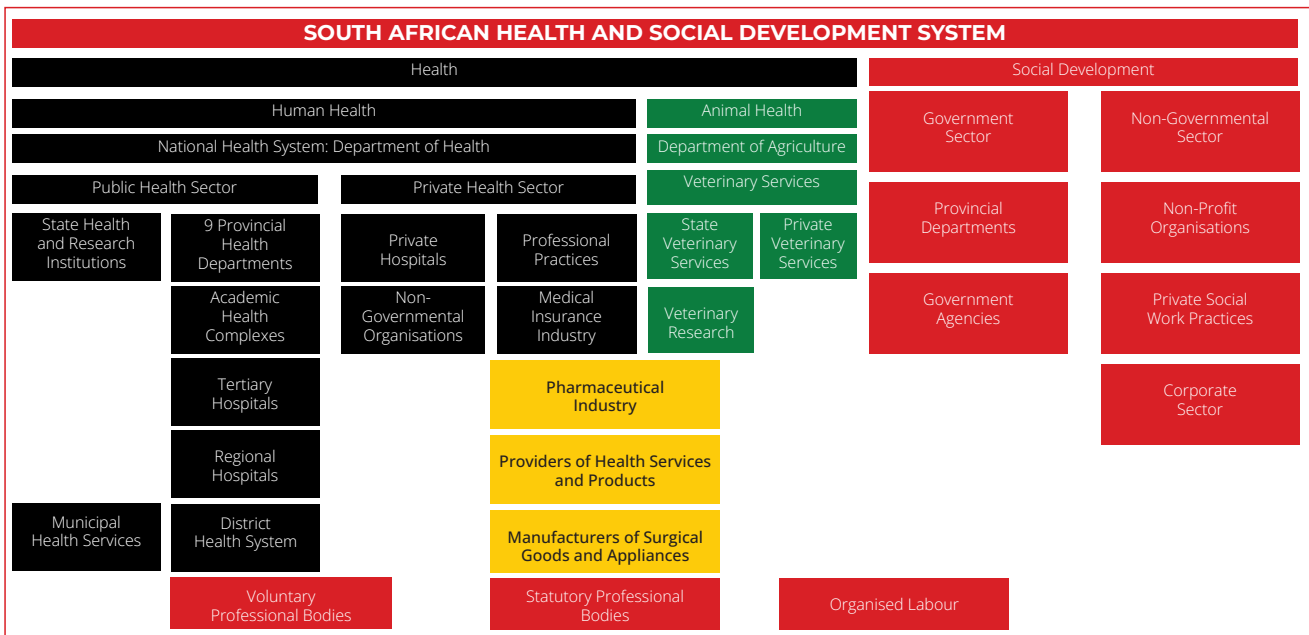 SOUTH AFRICAN HEALTH AND SOCIAL DEVELOPMENT SYSTEM
Health
Social Development
Human Health
Animal Health
National Health System: Department of Health
Department of Agriculture
Public Health Sector
Private Health Sector
Veterinary Services
State Health
and Research
Institutions
9 Provincial
Health
Departments
Private
Hospitals
Professional
Practices
State
Veterinary
Services
Private
Veterinary
Services
Academic
Health
Complexes
Non-
Governmental
Organisations
Medical
Insurance
Industry
Veterinary
Research
Tertiary
Hospitals
Regional
Hospitals
Municipal
Health Services
District
Health System
Pharmaceutical
Industry
Providers of Health Services
and Products
Manufacturers of Surgical
Goods and Appliances
Government
Sector
Non-Governmental
Sector
Provincial
Departments
Non-Profit
Organisations
Government
Agencies
Private Social
Work Practices
Corporate
Sector
Voluntary
Professional Bodies
Statutory Professional
Bodies
Organised Labour